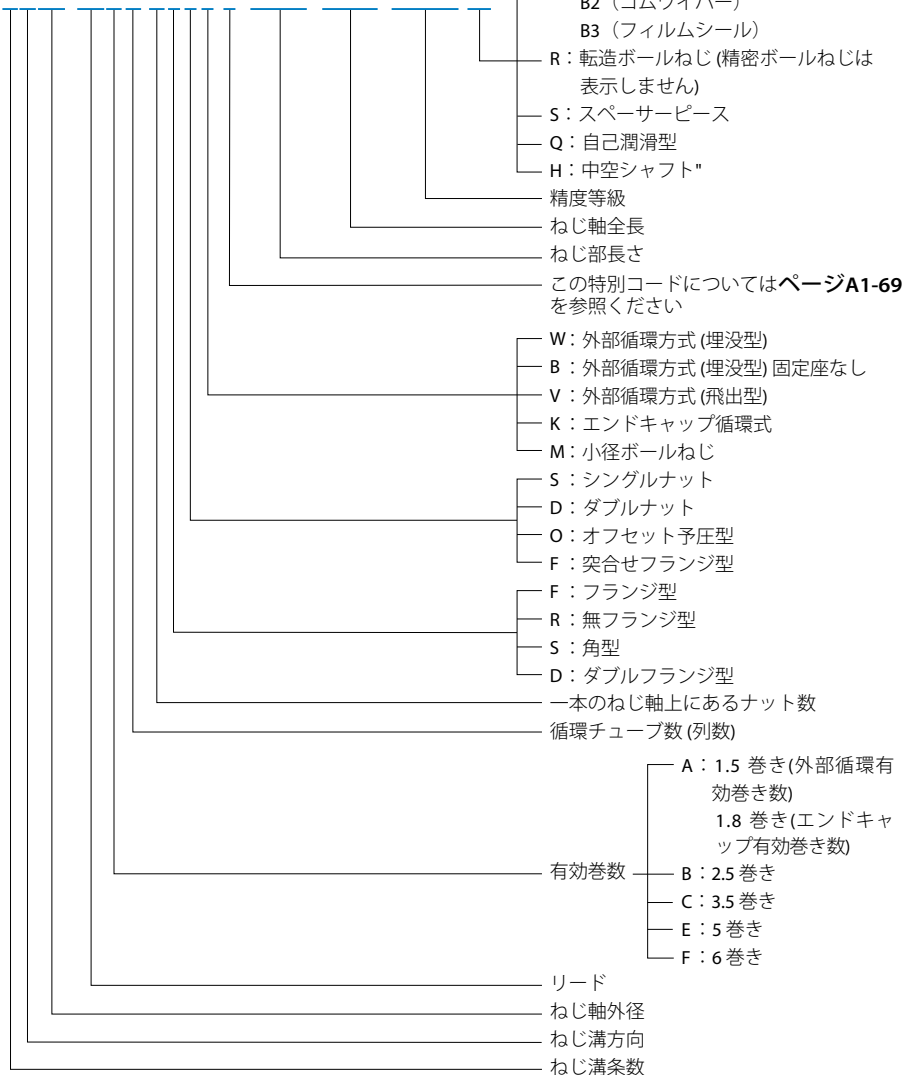 B2（ゴムワイパー）
B3（フィルムシール）
R：転造ボールねじ (精密ボールねじは
表示しません)
S：スペーサーピース
Q：自己潤滑型
H：中空シャフト"
精度等級
ねじ軸全長
ねじ部長さ
この特別コードについてはページA1-69
を参照ください
W：外部循環方式 (埋没型)
B：外部循環方式 (埋没型) 固定座なし
V：外部循環方式 (飛出型)
K：エンドキャップ循環式
M：小径ボールねじ
S：シングルナット
D：ダブルナット
O：オフセット予圧型
F：突合せフランジ型
F：フランジ型
R：無フランジ型
S：角型
D：ダブルフランジ型
一本のねじ軸上にあるナット数
循環チューブ数 (列数)
A：1.5 巻き(外部循環有
効巻き数)
1.8 巻き(エンドキャ
ップ有効巻き数)
有効巻数
B：2.5 巻き
C：3.5 巻き
E：5 巻き
F：6 巻き
リード
ねじ軸外径
ねじ溝方向
ねじ溝条数